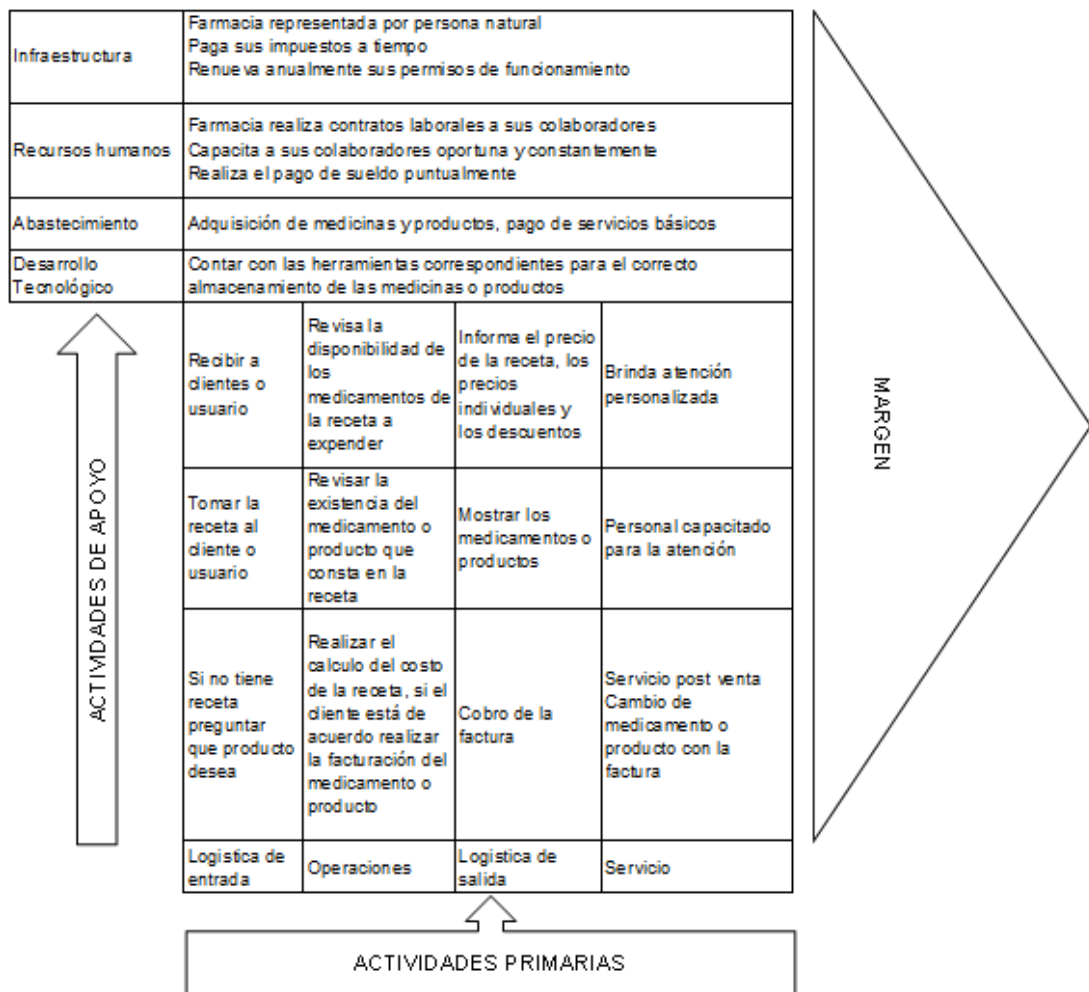 Infraestructura
Farmacia representada por persona natural
Paga sus impuestos a tiempo
Renueva anualmente sus permisos de funcionamiento
Recursos humanos
Farmacia realiza contratos laborales a sus colaboradores
Capacita a sus colaboradores oportuna y constantemente
Realiza el pago de sueldo puntualmente
Abastecimiento
Adquisición de medicinas y productos, pago de servicios básicos
Desarrollo
Tecnológico
Contar con las herramientas correspondientes para el correcto
almacenamiento de las medicinas o productos
Recibir a
clientes o
usuario
Revisa la
disponibilidad de
los
medicamentos de
la receta a
expender
Informa el precio
de la receta, los
precios
individuales y
los descuentos
Brinda atención
personalizada
Tomar la
receta al
cliente o
usuario
Revisar la
existencia del
medicamento o
producto que
consta en la
receta
Mostrar los
medicamentos o
productos
Personal capacitado
para la atención
Si no tiene
receta
preguntar
que producto
desea
Realizar el
calculo del costo
de la receta, si el
cliente está de
acuerdo realizar
la facturación del
medicamento o
producto
Cobro de la
factura
Servicio post venta
Cambio de
medicamento o
producto con la
factura
Logistica de
entrada
Operaciones
Logistica de
salida
Servicio
ACTIVIDADES DE APOYO
MARGEN
ACTIVIDADES PRIMARIAS